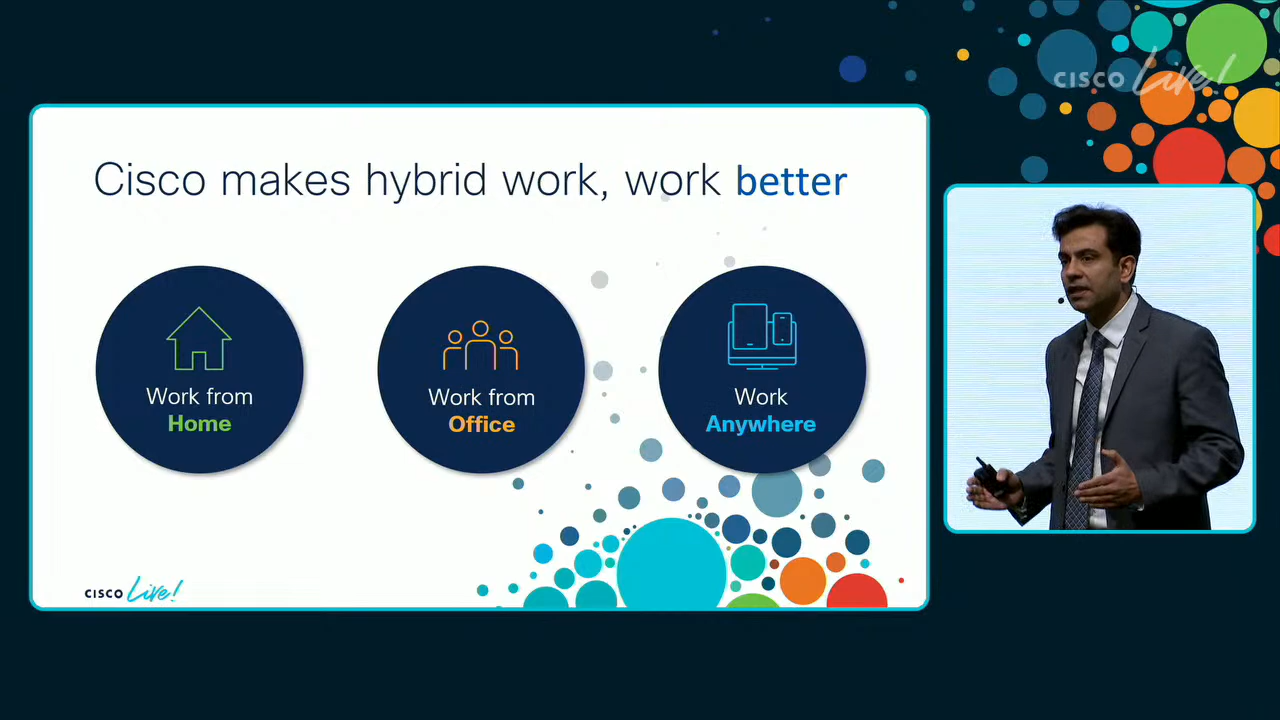 CISCO Live!
Cisco makes hybrid work, work better
Work from
Home
Work from
Office
Work
Anywhere
CISCO Live!